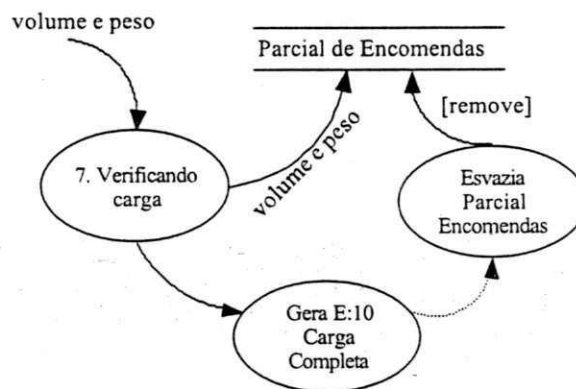 volume e peso
Parcial de Encomendas
[remove]
7. Verificando
carga
volume e peso
Esvazia
Parcial
Encomendas
Gera E:10
Carga
Completa